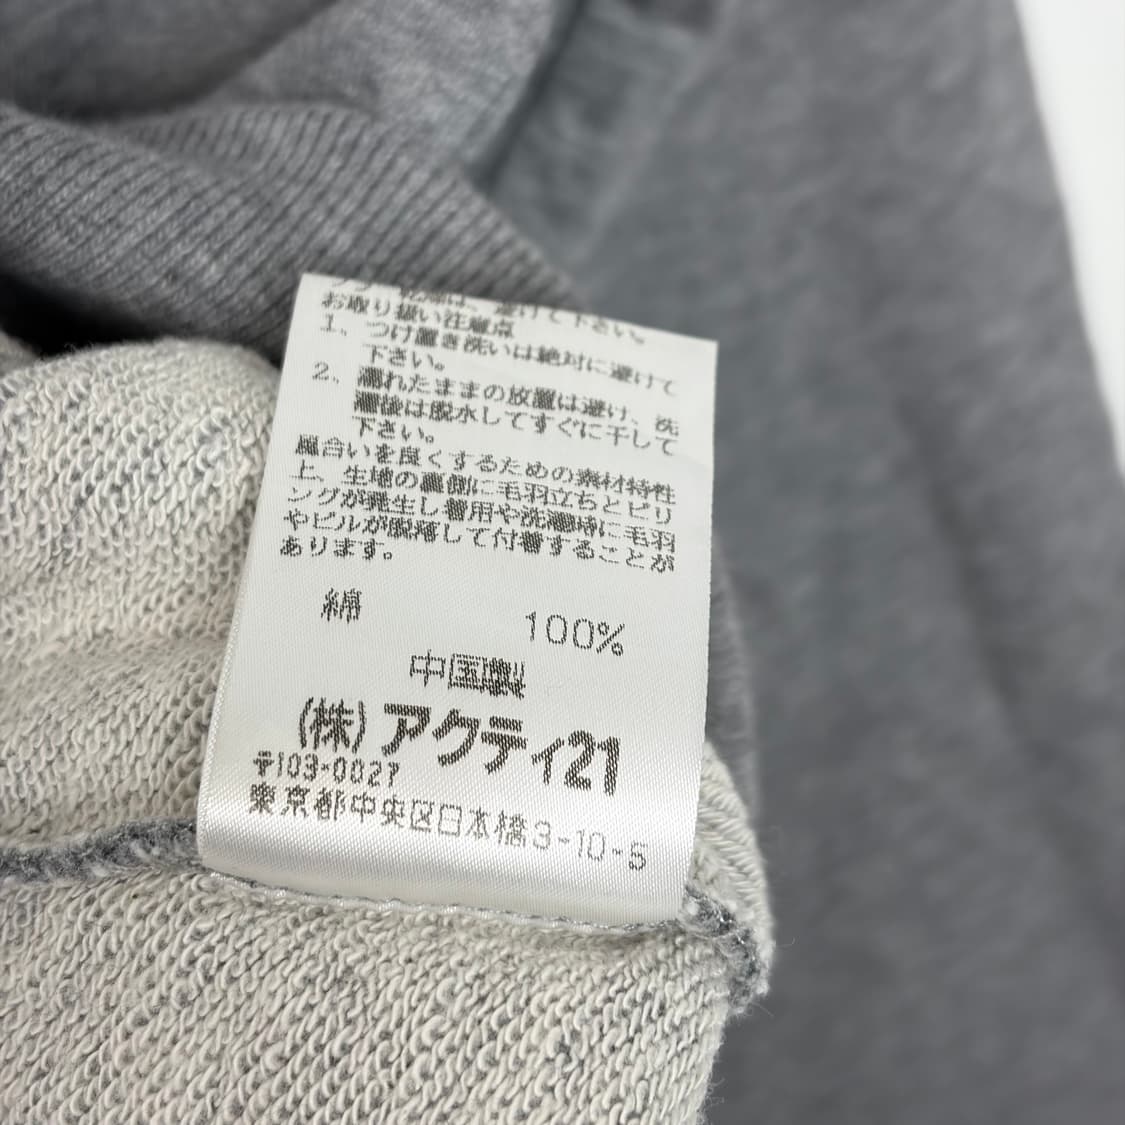 は、避けて下さい。
お取り扱い注意点
1、つけ置き洗いは絶対に避けて
下さい。
2、濡れたままの放置は避け、洗
濯後は脱水してすぐに干して
下さい。
風合いを良くするための素材特性
上、生地の裏側に毛羽立ちとピリ
ングが発生し着用や洗濯時に毛羽
やピルが脱落して付着することが
あります。
綿 100%
中国製
(株)アクティ21
〒103-0027
東京都中央区日本橋3-10-5